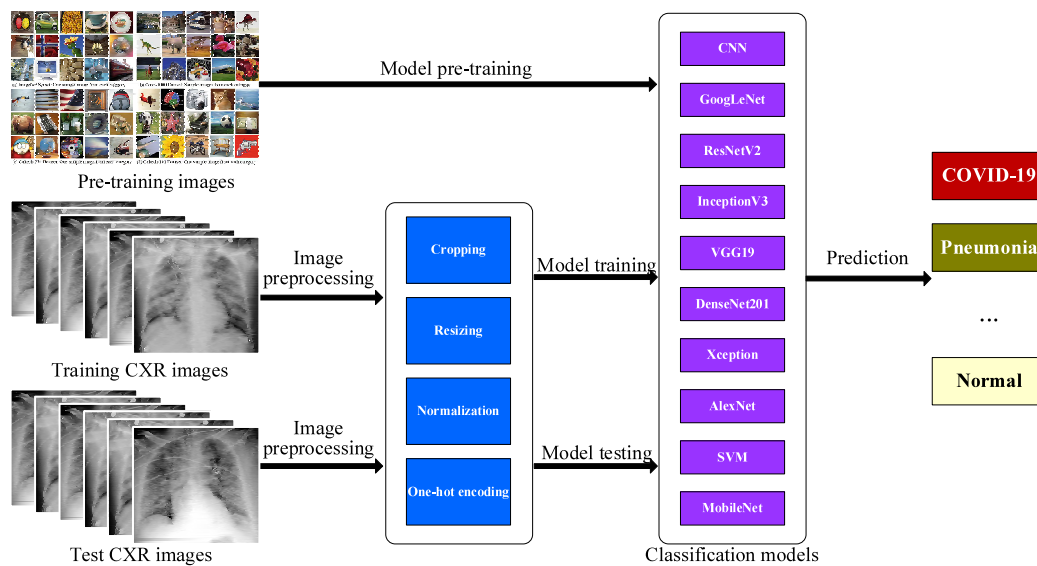 Model pre-training
Pre-training images
Image
preprocessing
Training CXR images
Image
preprocessing
Test CXR images
Cropping
Resizing
Normalization
One-hot encoding
Model training
Model testing
CNN
GoogLeNet
ResNetV2
InceptionV3
VGG19
DenseNet201
Xception
AlexNet
SVM
MobileNet
Classification models
Prediction
COVID-19
Pneumonia
...
Normal